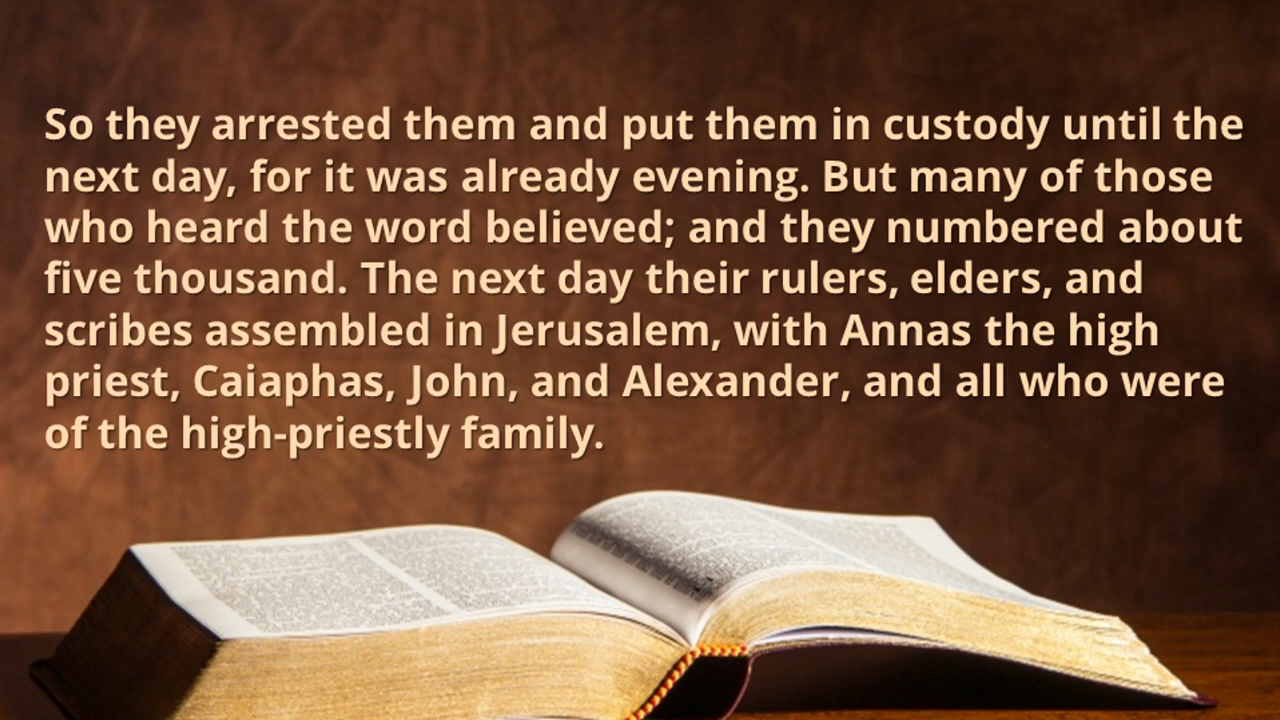 So they arrested them and put them in custody until the
next day, for it was already evening. But many of those
who heard the word believed; and they numbered about
five thousand. The next day their rulers, elders, and
scribes assembled in Jerusalem, with Annas the high
priest, Caiaphas, John, and Alexander, and all who were
of the high-priestly family.